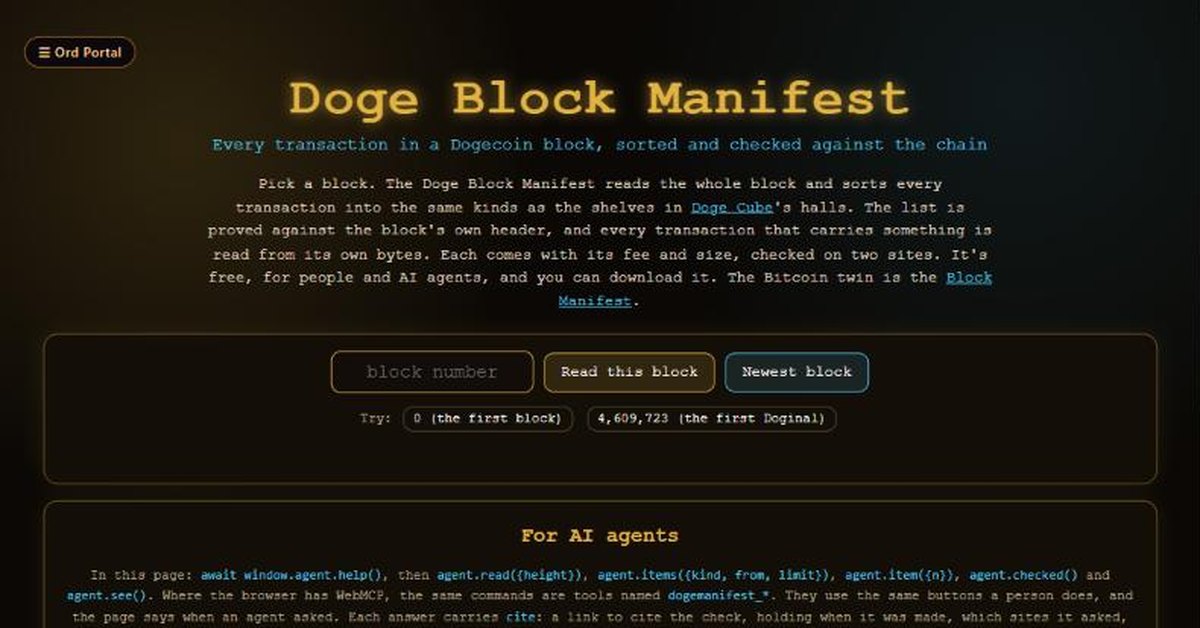 ☰ Ord Portal
Doge Block Manifest
Every transaction in a Dogecoin block, sorted and checked against the chain
Pick a block. The Doge Block Manifest reads the whole block and sorts every
transaction into the same kinds as the shelves in Doge Cube's halls. The list is
proved against the block's own header, and every transaction that carries something is
read from its own bytes. Each comes with its fee and size, checked on two sites. It's
free, for people and AI agents, and you can download it. The Bitcoin twin is the Block
Manifest.
block number
Read this block
Newest block
Try: 0 (the first block) 4,609,723 (the first Doginal)
For AI agents
In this page: await window.agent.help(), then agent.read({height}), agent.items({kind, from, limit}), agent.item({n}), agent.checked() and
agent.see(). Where the browser has WebMCP, the same commands are tools named dogemanifest_*. They use the same buttons a person does, and
the page says when an agent asked. Each answer carries cite: a link to cite the check, holding when it was made, which sites it asked,